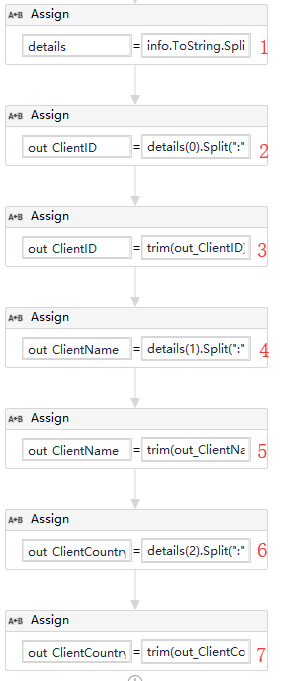 A•B Assign
details = info.ToString.Spli 1
A•B Assign
out ClientID = details(0).Split(":" 2
A•B Assign
out ClientID = trim(out_ClientID) 3
A•B Assign
out ClientName = details(1).Split(":" 4
A•B Assign
out ClientName = trim(out_ClientNa 5
A•B Assign
out ClientCountry = details(2).Split(":" 6
A•B Assign
out ClientCountry = trim(out_ClientCo 7